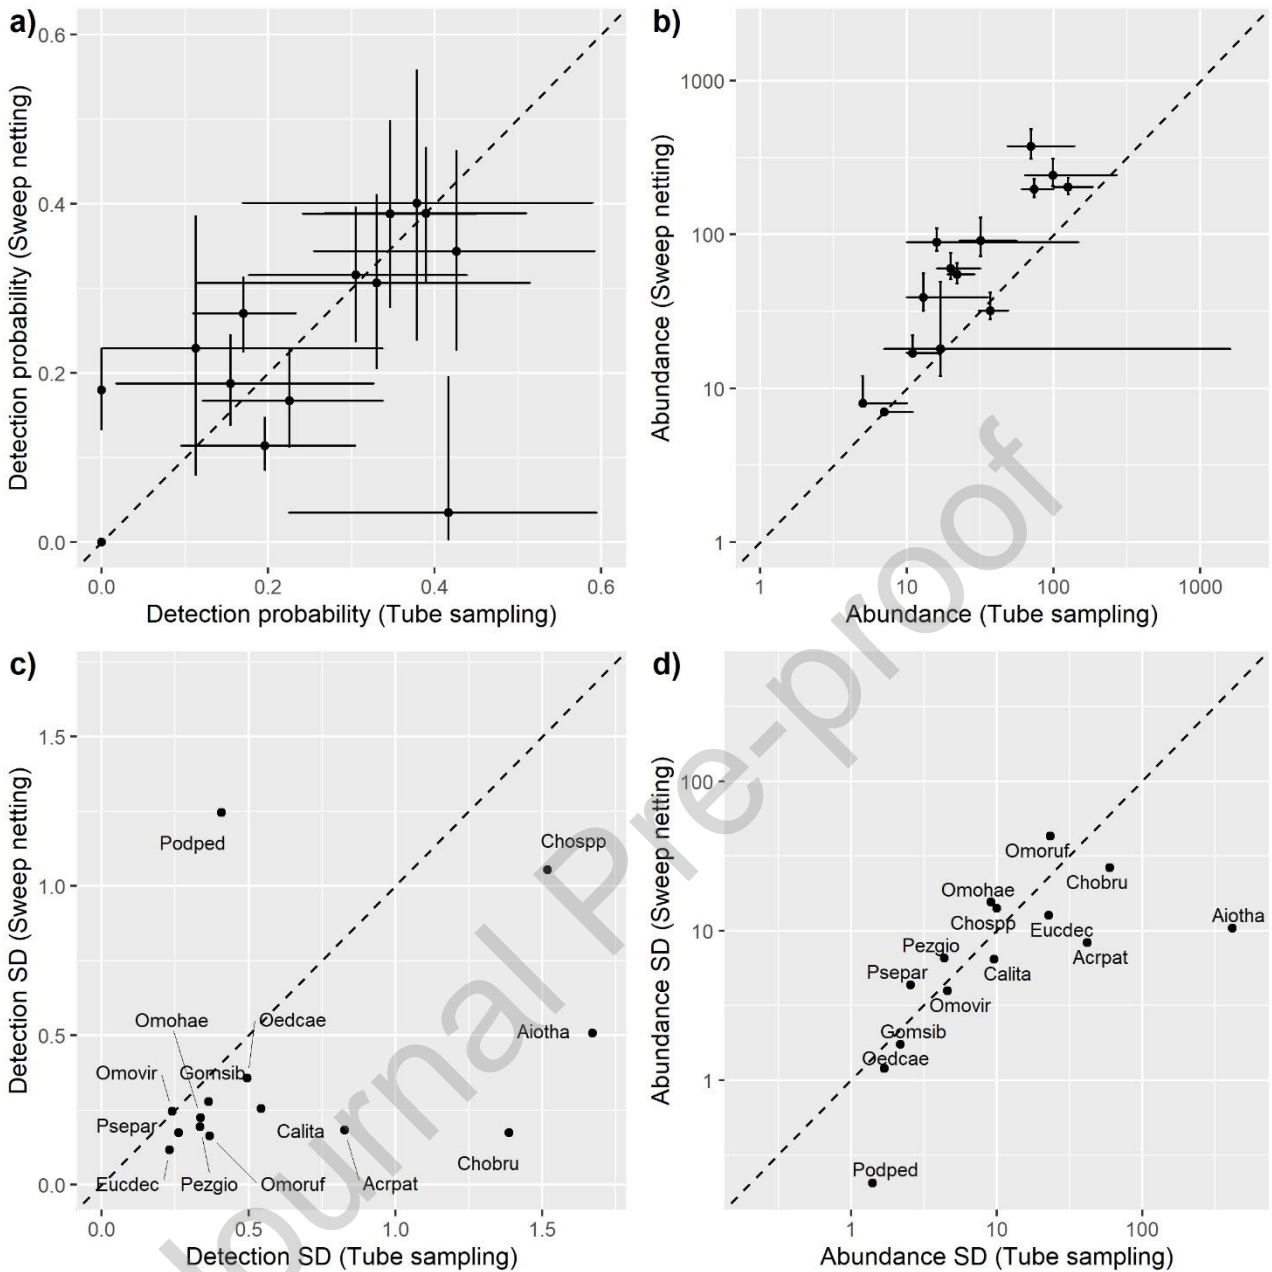 a)
0.6
0.4
0.2
0.0
Detection probability (Sweep netting)
0.0 0.2 0.4 0.6
Detection probability (Tube sampling)
b)
1000
100
10
1
Abundance (Sweep netting)
1 10 100 1000
Abundance (Tube sampling)
c)
1.5
1.0
0.5
0.0
Detection SD (Sweep netting)
Podped
Chospp
Omohae
Oedcae
Aiotha
Omovir
Gomsib
Psepar
Calita
Chobru
Eucdec
Pezgio
Omoruf
Acrpat
0.0 0.5 1.0 1.5
Detection SD (Tube sampling)
d)
100
10
1
Abundance SD (Sweep netting)
Omoruf
Chobru
Omohae
Chospp
Aiotha
Eucdec
Pezgio
Acrpat
Psepar
Calita
Omovir
Gomsib
Oedcae
Podped
1 10 100
Abundance SD (Tube sampling)
Journal Pre-proof